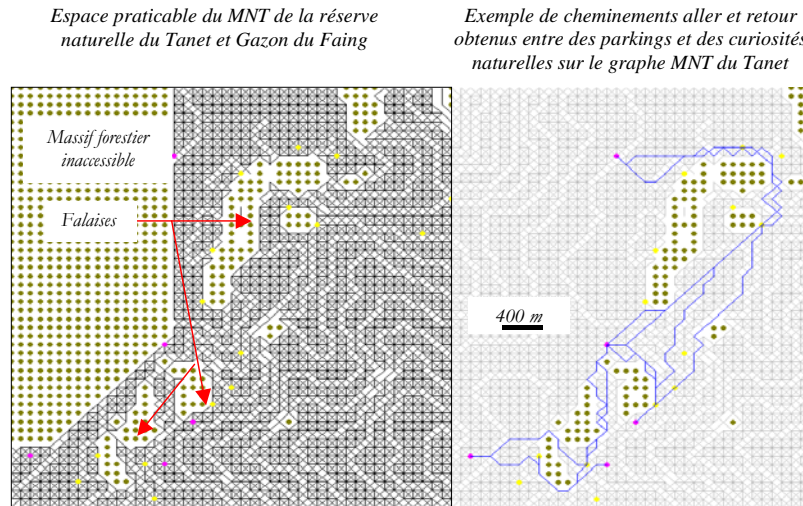 Espace praticable du MNT de la réserve
naturelle du Tanet et Gazon du Faing
Exemple de cheminements aller et retour
obtenus entre des parkings et des curiosités
naturelles sur le graphe MNT du Tanet
Massif forestier
inaccessible
Falaises
400 m